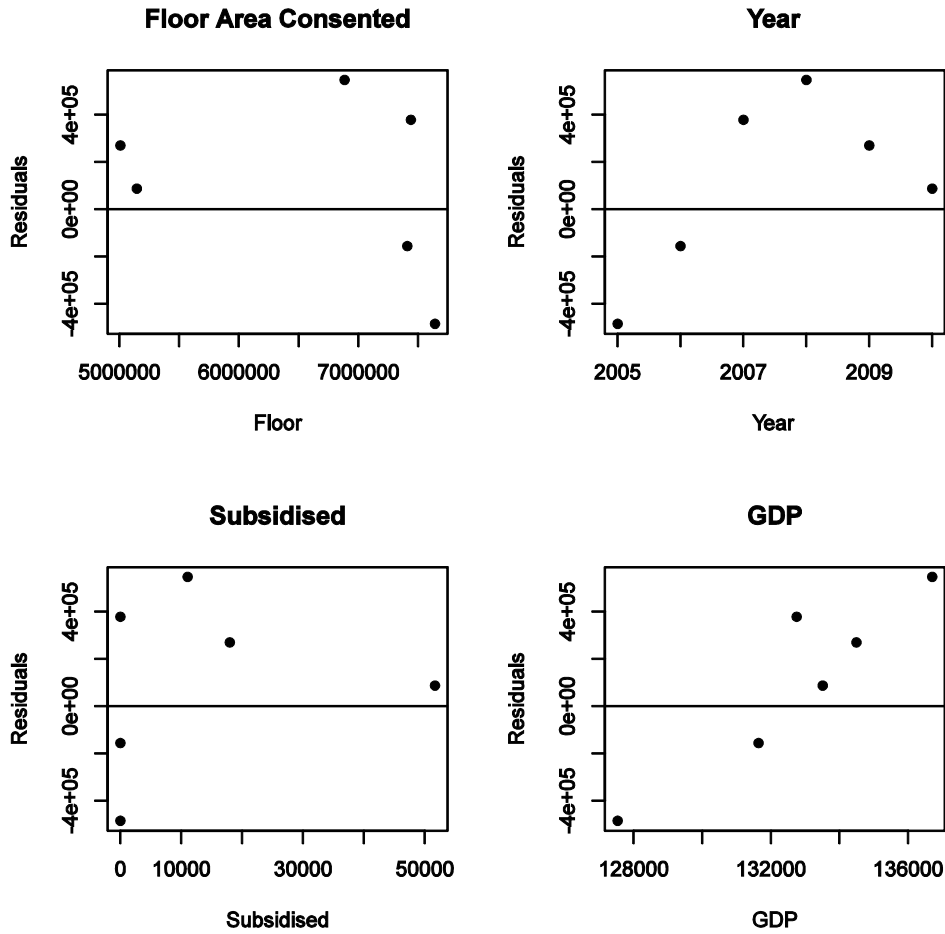 Floor Area Consented
Residuals
-4e+05 0e+00 4e+05
5000000 6000000 7000000
Floor
Year
Residuals
-4e+05 0e+00 4e+05
2005 2007 2009
Year
Subsidised
Residuals
-4e+05 0e+00 4e+05
0 10000 30000 50000
Subsidised
GDP
Residuals
-4e+05 0e+00 4e+05
128000 132000 136000
GDP